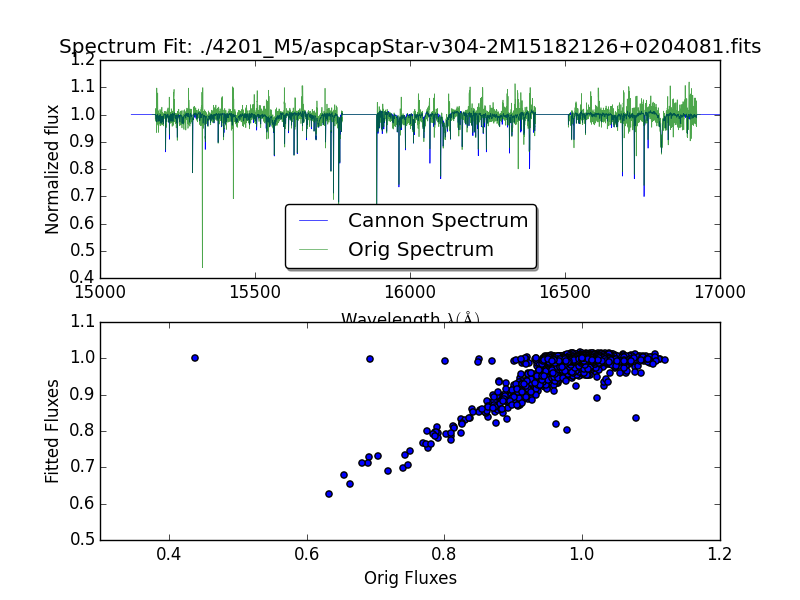 Spectrum Fit: ./4201_M5/aspcapStar-v304-2M15182126+0204081.fits
1.2
1.1
1.0
0.9
0.8
0.7
0.6
0.5
0.4
Normalized flux
Cannon Spectrum
Orig Spectrum
15000 15500 16000 16500 17000
Wavelength λ(Å)
1.1
1.0
0.9
0.8
0.7
0.6
0.5
Fitted Fluxes
0.4 0.6 0.8 1.0 1.2
Orig Fluxes